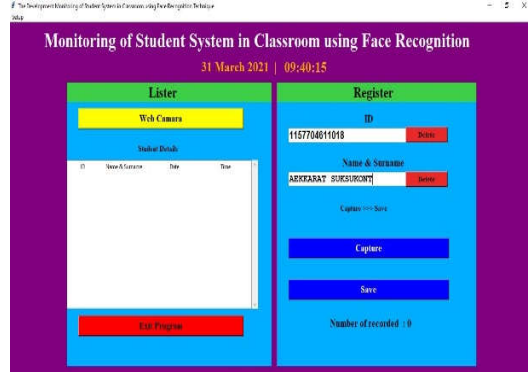 The Development Monitoring of Student System in Classroom using Face Recognition Technique
Setup
Monitoring of Student System in Classroom using Face Recognition
31 March 2021 | 09:40:15
Lister
Web Camara
Student Details
ID Name & Surname Date Time
Exit Program
Register
ID
1157704611018 Delete
Name & Surname
AEKKARAT SUKSUKONT Delete
Capture >>> Save
Capture
Save
Number of recorded : 0